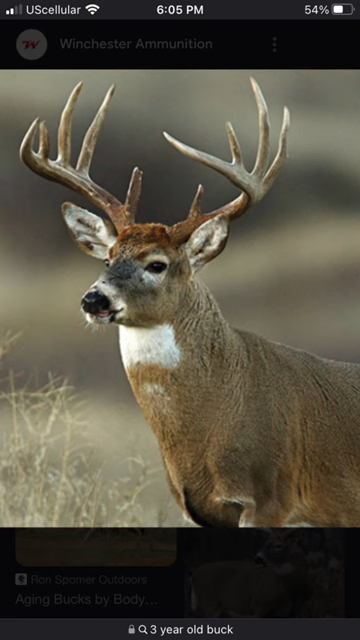 USCellular 6:05 PM 54%
Winchester Ammunition
Ron Spomer Outdoors
Aging Bucks by Body...
3 year old buck